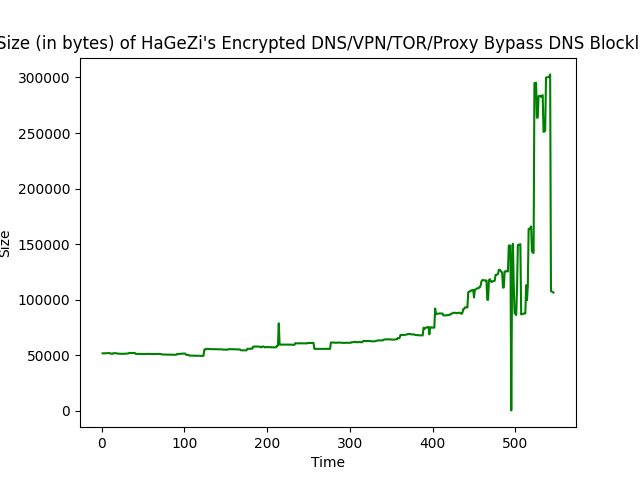 Size (in bytes) of HaGeZi's Encrypted DNS/VPN/TOR/Proxy Bypass DNS Blockl
300000
250000
200000
150000
100000
50000
0
Size
0 100 200 300 400 500
Time